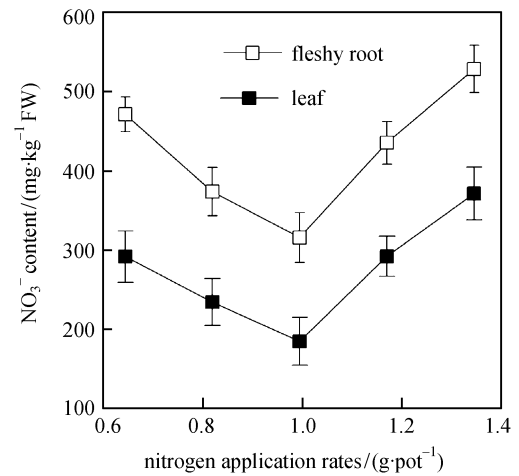 600
500
400
300
200
100
NO₃⁻ content/(mg·kg⁻¹ FW)
fleshy root
leaf
0.6 0.8 1.0 1.2 1.4
nitrogen application rates/(g·pot⁻¹)